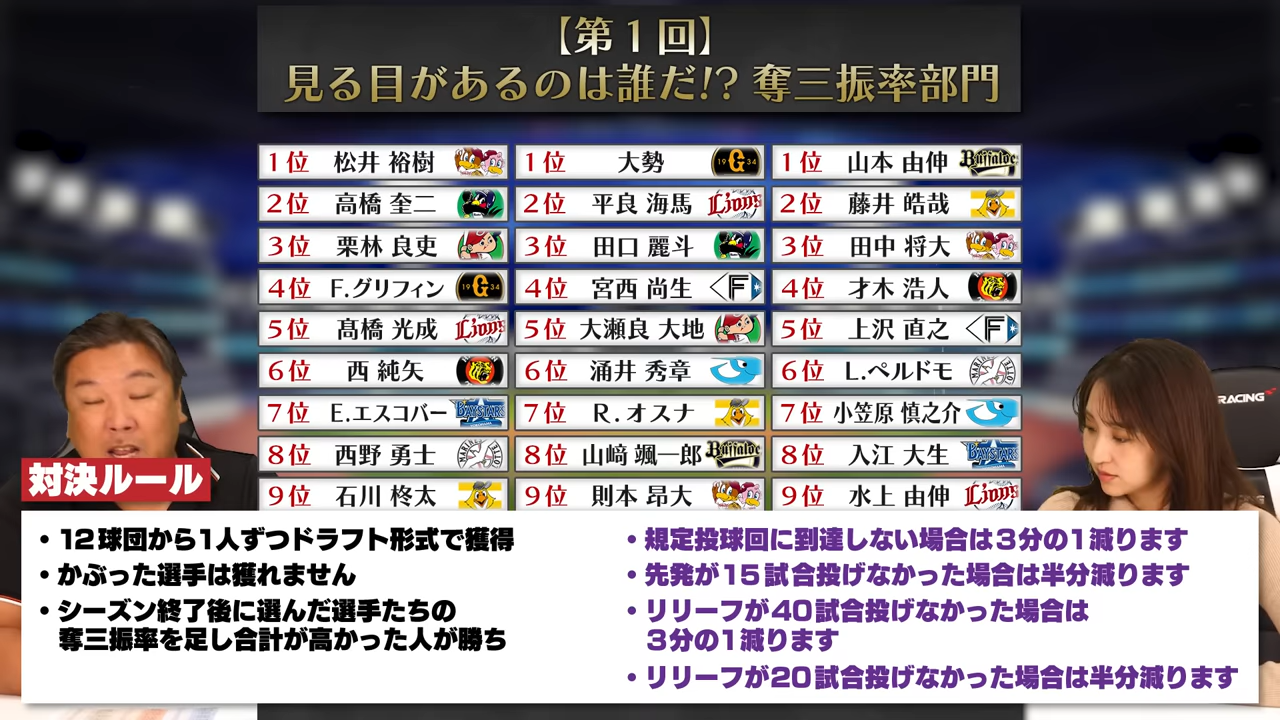 【第1回】
見る目があるのは誰だ!? 奪三振率部門
1位 松井 裕樹
1位 大勢 19 G 34
1位 山本 由伸 Buffaloes
2位 高橋 奎二
2位 平良 海馬 Lions
2位 藤井 皓哉
3位 栗林 良吏
3位 田口 麗斗
3位 田中 将大
4位 F.グリフィン 19 G 34
4位 宮西 尚生 F
4位 才木 浩人
5位 髙橋 光成 Lions
5位 大瀬良 大地
5位 上沢 直之 F
6位 西 純矢
6位 涌井 秀章
6位 L.ペルドモ
7位 E.エスコバー BAYSTARS
7位 R.オスナ
7位 小笠原 慎之介
8位 西野 勇士
8位 山﨑 颯一郎 Buffaloes
8位 入江 大生 BAYSTARS
9位 石川 柊太
9位 則本 昂大
9位 水上 由伸 Lions
RACING
対決ルール
・12球団から1人ずつドラフト形式で獲得
・かぶった選手は獲れません
・シーズン終了後に選んだ選手たちの
奪三振率を足し合計が高かった人が勝ち
・規定投球回に到達しない場合は3分の1減ります
・先発が15試合投げなかった場合は半分減ります
・リリーフが40試合投げなかった場合は
3分の1減ります
・リリーフが20試合投げなかった場合は半分減ります